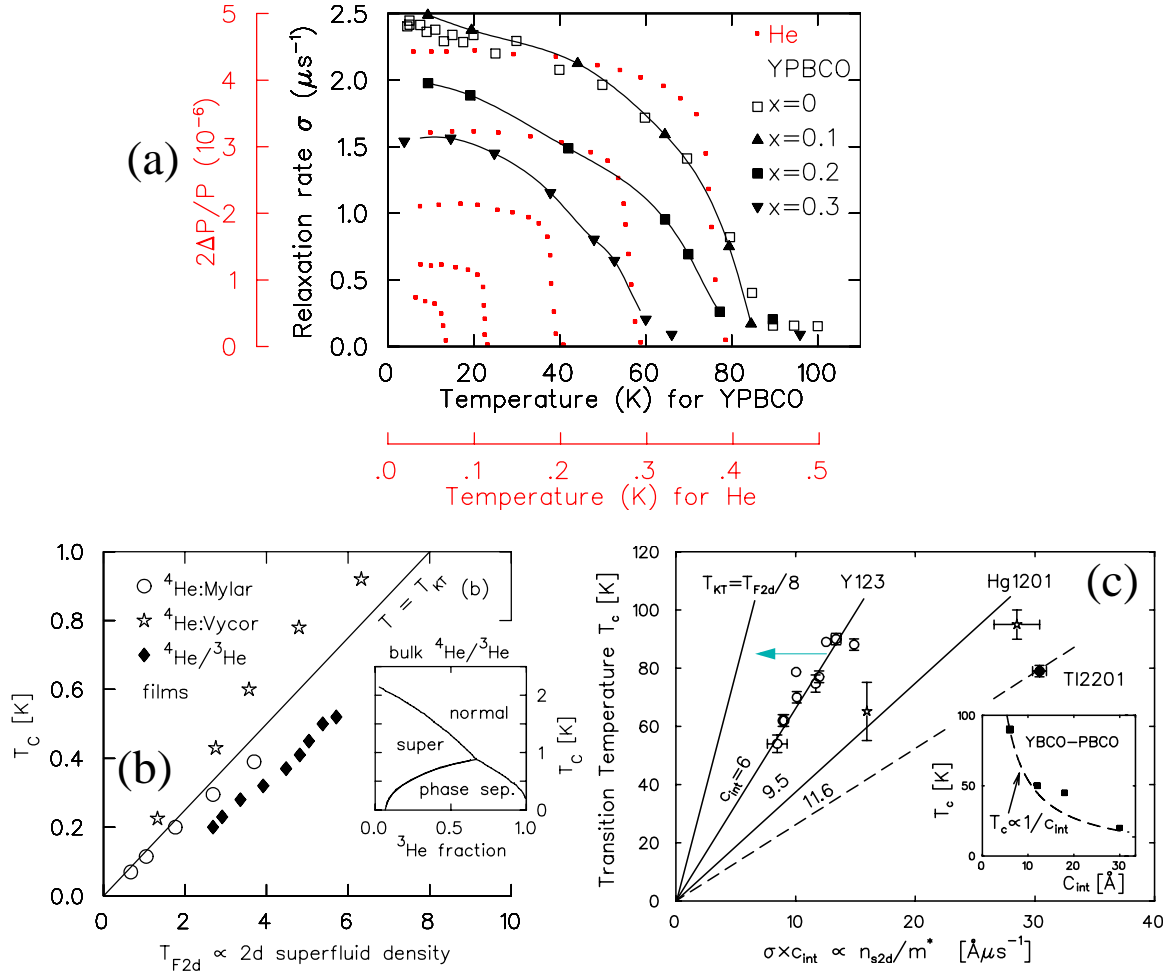 (a)
2ΔP/P (10⁻⁶)
5
4
3
2
1
0
Relaxation rate σ (μs⁻¹)
2.5
2.0
1.5
1.0
0.5
0.0
He
YPBCO
x=0
x=0.1
x=0.2
x=0.3
20 40 60 80 100
Temperature (K) for YPBCO
.0 .1 .2 .3 .4 .5
Temperature (K) for He
(b)
T_C [K]
1.0
0.8
0.6
0.4
0.2
0.0
⁴He:Mylar
⁴He:Vycor
⁴He/³He
films
T = T_KT
(b)
bulk ⁴He/³He
normal
super
phase sep.
2
1
0
T_C [K]
0.0 0.5 1.0
³He fraction
0 2 4 6 8 10
T_F2d ∝ 2d superfluid density
(c)
Transition Temperature T_c [K]
120
100
80
60
40
20
0
T_KT=T_F2d/8
Y123
Hg1201
Tl2201
c_int=6
9.5
11.6
YBCO−PBCO
T_c [K]
100
50
0
T_c∝1/c_int
0 10 20 30
C_int [Å]
0 10 20 30 40
σ×c_int ∝ n_s2d/m* [Åμs⁻¹]